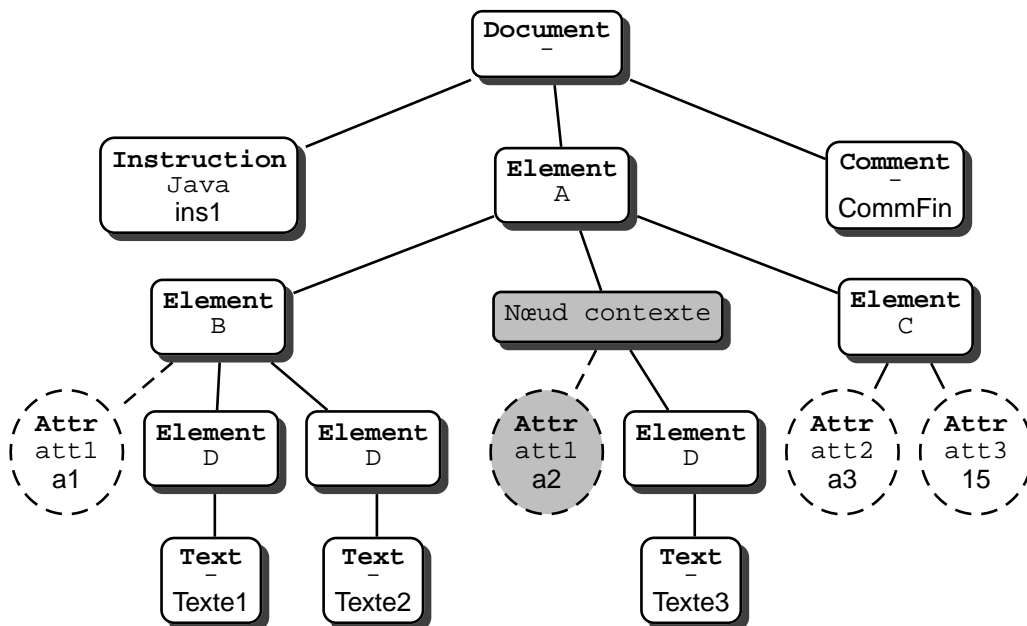 Document
-
Instruction
Java
ins1
Element
A
Comment
-
CommFin
Element
B
Nœud contexte
Element
C
Attr
att1
a1
Element
D
Element
D
Attr
att1
a2
Element
D
Attr
att2
a3
Attr
att3
15
Text
-
Texte1
Text
-
Texte2
Text
-
Texte3